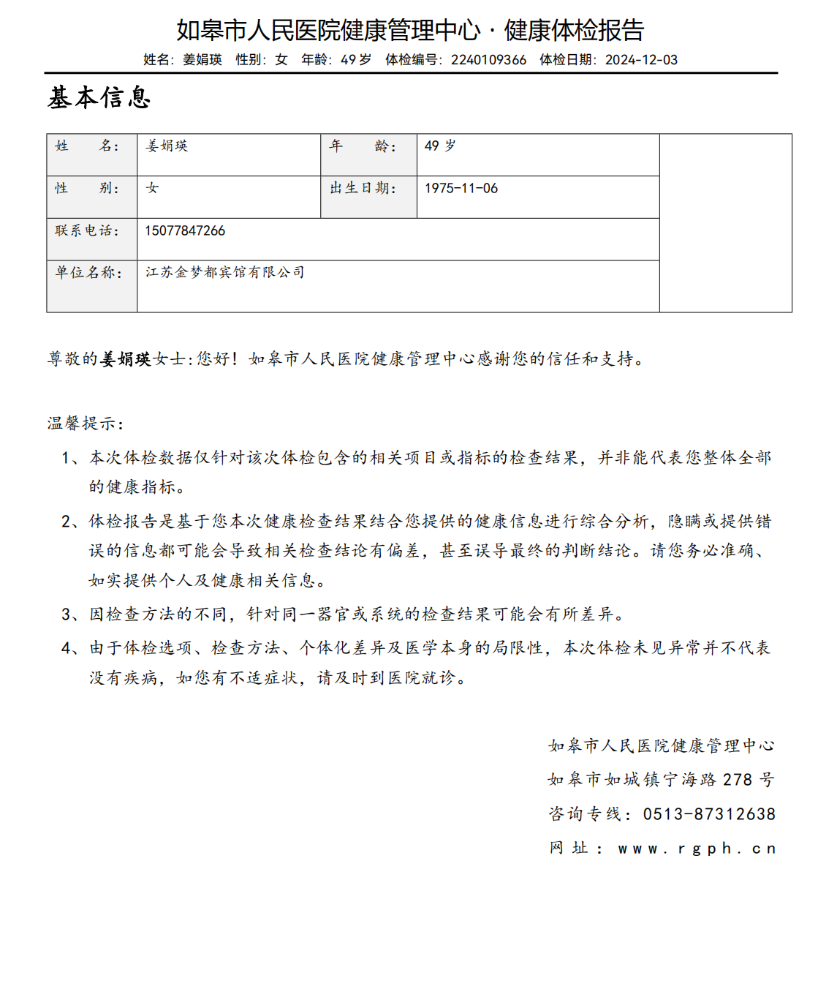 如皋市人民医院健康管理中心·健康体检报告
姓名：姜娟瑛 性别：女 年龄：49岁 体检编号：2240109366 体检日期：2024-12-03
基本信息
姓 名： 姜娟瑛 年 龄： 49 岁
性 别： 女 出生日期： 1975-11-06
联系电话： 15077847266
单位名称： 江苏金梦都宾馆有限公司
尊敬的姜娟瑛女士:您好！如皋市人民医院健康管理中心感谢您的信任和支持。
温馨提示：
1、本次体检数据仅针对该次体检包含的相关项目或指标的检查结果，并非能代表您整体全部
的健康指标。
2、体检报告是基于您本次健康检查结果结合您提供的健康信息进行综合分析，隐瞒或提供错
误的信息都可能会导致相关检查结论有偏差，甚至误导最终的判断结论。请您务必准确、
如实提供个人及健康相关信息。
3、因检查方法的不同，针对同一器官或系统的检查结果可能会有所差异。
4、由于体检选项、检查方法、个体化差异及医学本身的局限性，本次体检未见异常并不代表
没有疾病，如您有不适症状，请及时到医院就诊。
如皋市人民医院健康管理中心
如皋市如城镇宁海路 278 号
咨询专线：0513-87312638
网址：www.rgph.cn